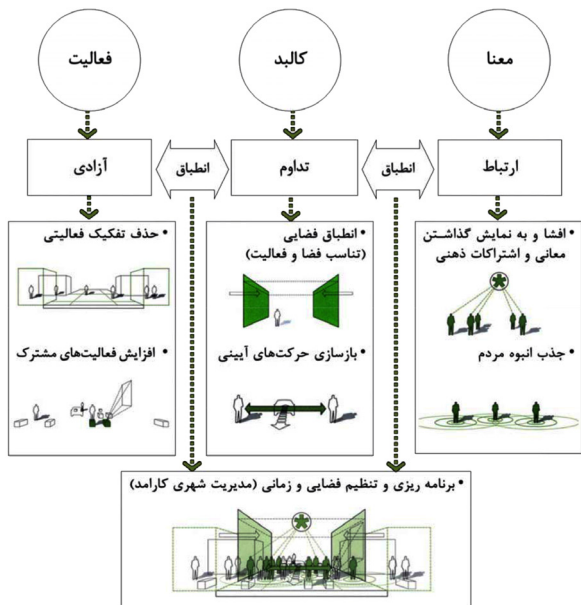 معنا
کالبد
فعالیت
ارتباط
انطباق
تداوم
انطباق
آزادی
• افشا و به نمایش گذاشتن
معانی و اشتراکات ذهنی
• جذب انبوه مردم
• انطباق فضایی
(تناسب فضا و فعالیت)
• بازسازی حرکت‌های آیینی
• حذف تفکیک فعالیتی
• افزایش فعالیت‌های مشترک
• برنامه ریزی و تنظیم فضایی و زمانی (مدیریت شهری کارامد)